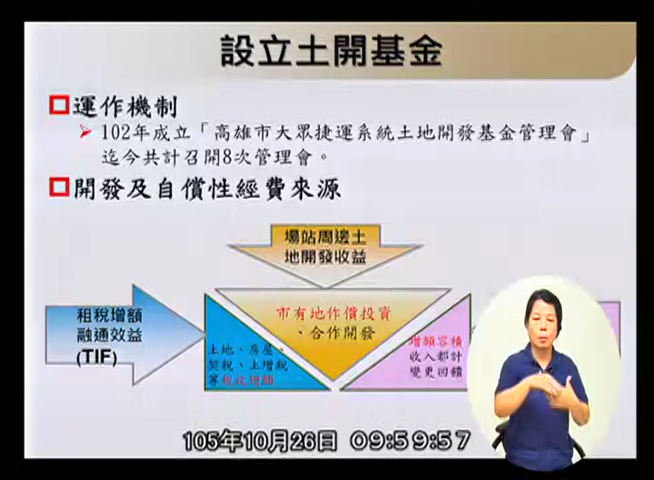 設立土開基金
運作機制
102年成立「高雄市大眾捷運系統土地開發基金管理會」
迄今共計召開8次管理會。
開發及自償性經費來源
場站周邊土
地開發收益
租稅增額
融通效益
(TIF)
市有地作價投資
、合作開發
土地、房屋、
契稅、土增稅
等稅收增額
增額容積
收入都計
變更回饋
105年10月26日 09:59:57